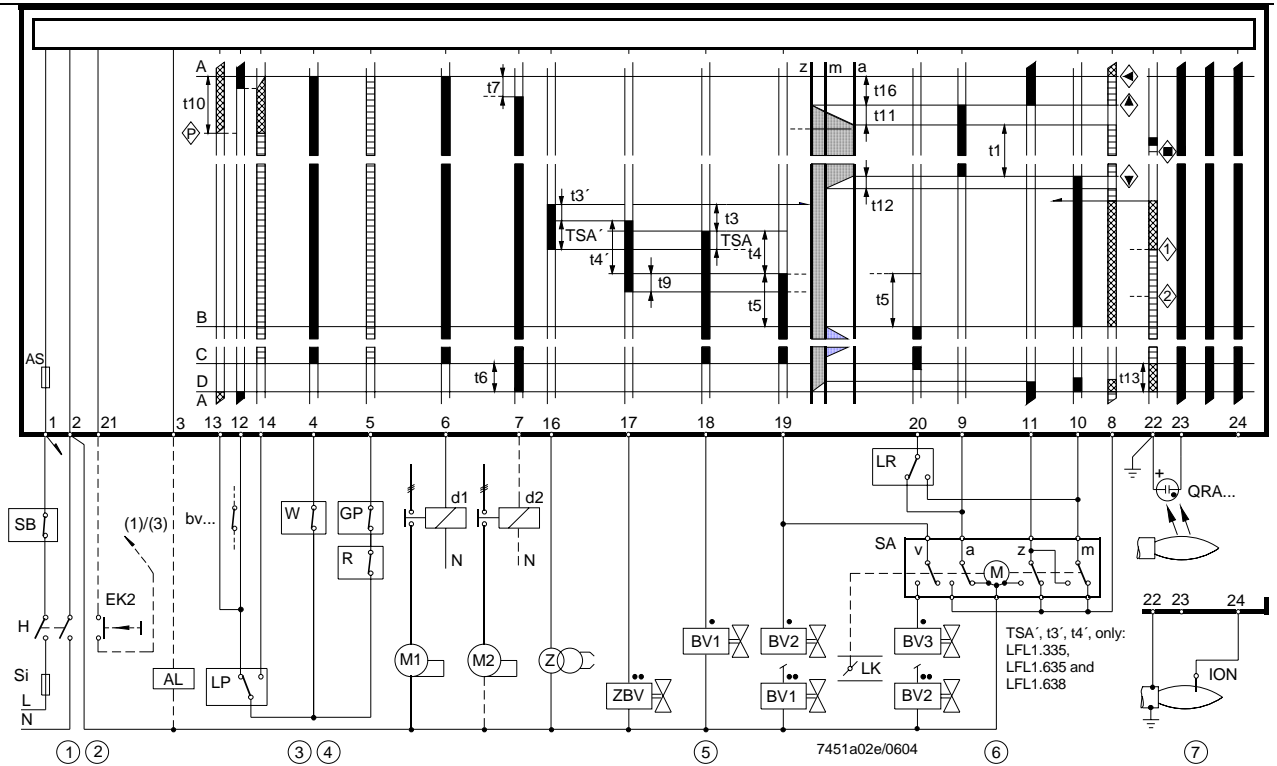 A
t10
P
t7
z
m
a
t16
t11
t1
t12
t3´
t3
TSA´
TSA
t4´
t4
t9
t5
t5
1
2
B
C
D
A
t6
t13
AS
1
2
21
3
13
12
14
4
5
6
7
16
17
18
19
20
9
11
10
8
22
23
24
SB
(1)/(3)
bv...
W
GP
R
d1
d2
N
N
LR
SA
v
a
z
m
M
+
QRA...
EK2
H
Si
L
N
AL
LP
M1
M2
Z
ZBV
BV1
BV2
BV1
LK
BV3
BV2
TSA´, t3´, t4´, only:
LFL1.335,
LFL1.635 and
LFL1.638
22
23
24
ION
7451a02e/0604
1
2
3
4
5
6
7